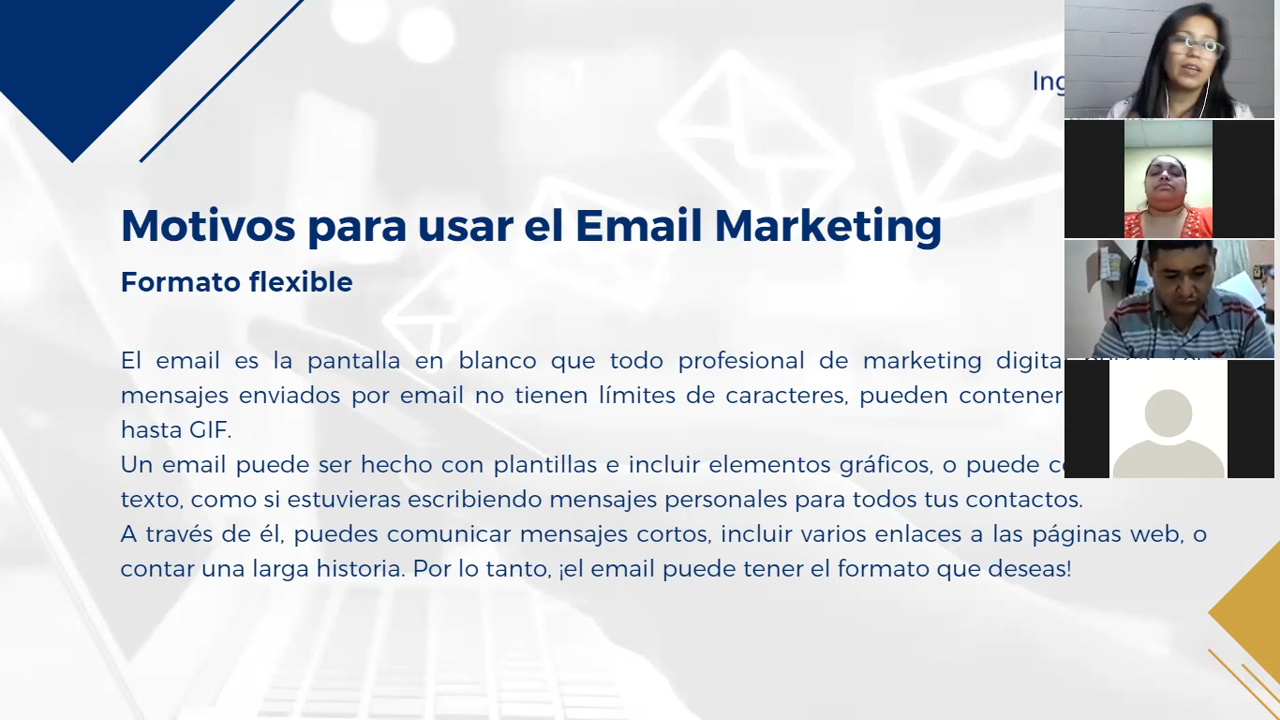 Ing
Motivos para usar el Email Marketing
Formato flexible
El email es la pantalla en blanco que todo profesional de marketing digital
mensajes enviados por email no tienen límites de caracteres, pueden contener
hasta GIF.
Un email puede ser hecho con plantillas e incluir elementos gráficos, o puede
texto, como si estuvieras escribiendo mensajes personales para todos tus contactos.
A través de él, puedes comunicar mensajes cortos, incluir varios enlaces a las páginas web, o
contar una larga historia. Por lo tanto, ¡el email puede tener el formato que deseas!